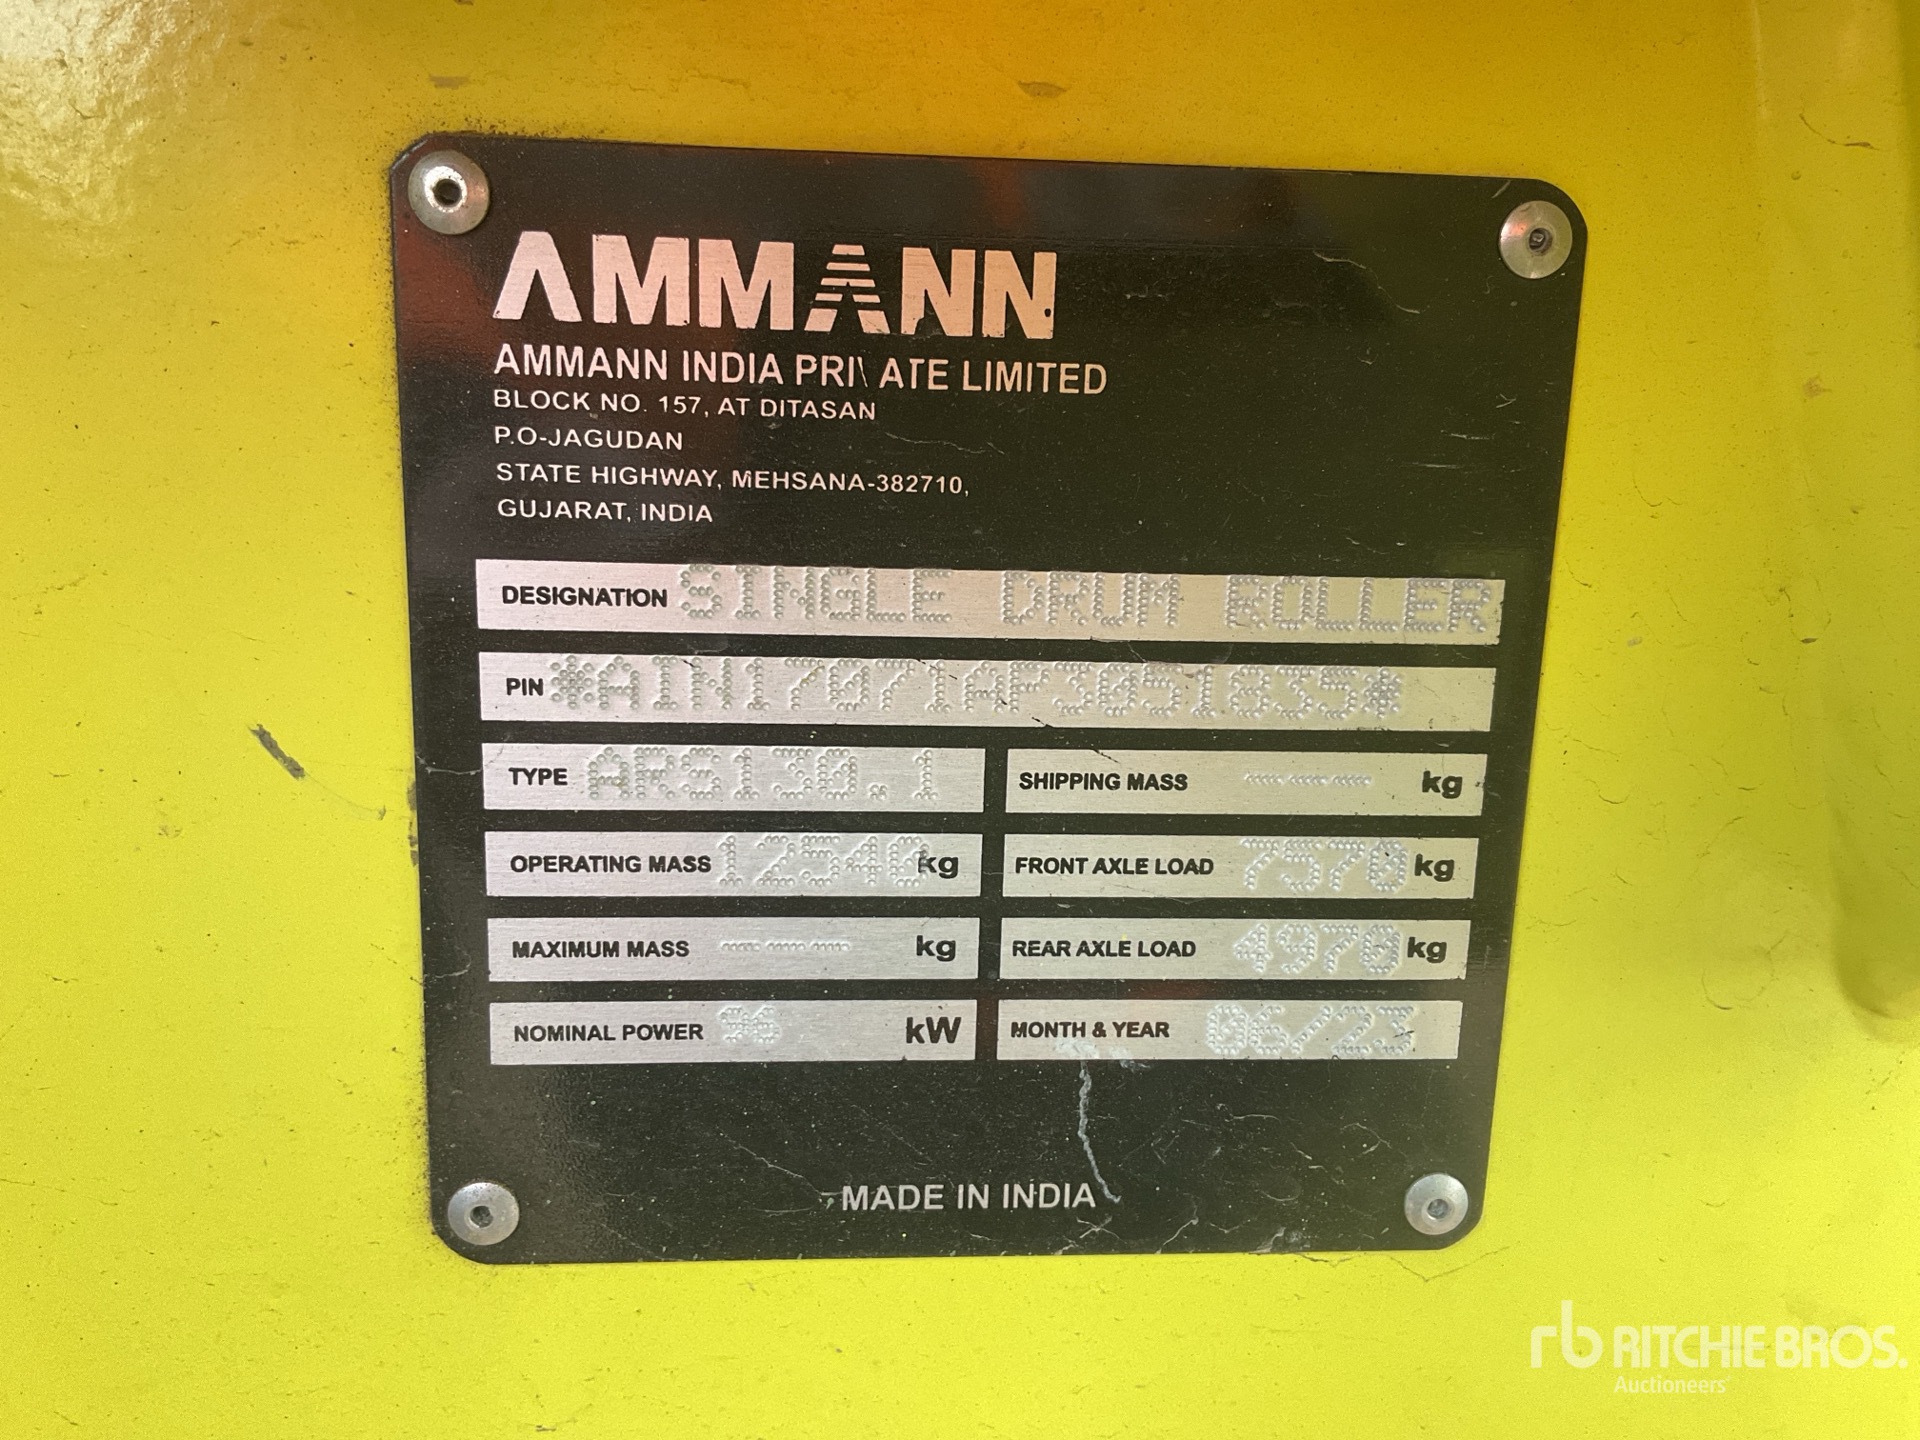 AMMANN
AMMANN INDIA PRIVATE LIMITED
BLOCK NO. 157, AT DITASAN
P.O-JAGUDAN
STATE HIGHWAY, MEHSANA-382710,
GUJARAT, INDIA
DESIGNATION SINGLE DRUM ROLLER
PIN
TYPE ARS130.1
SHIPPING MASS --- kg
OPERATING MASS 12540 kg
FRONT AXLE LOAD 7570 kg
MAXIMUM MASS --- kg
REAR AXLE LOAD 4970 kg
NOMINAL POWER kW
MONTH & YEAR
MADE IN INDIA
rb RITCHIE BROS.
Auctioneers